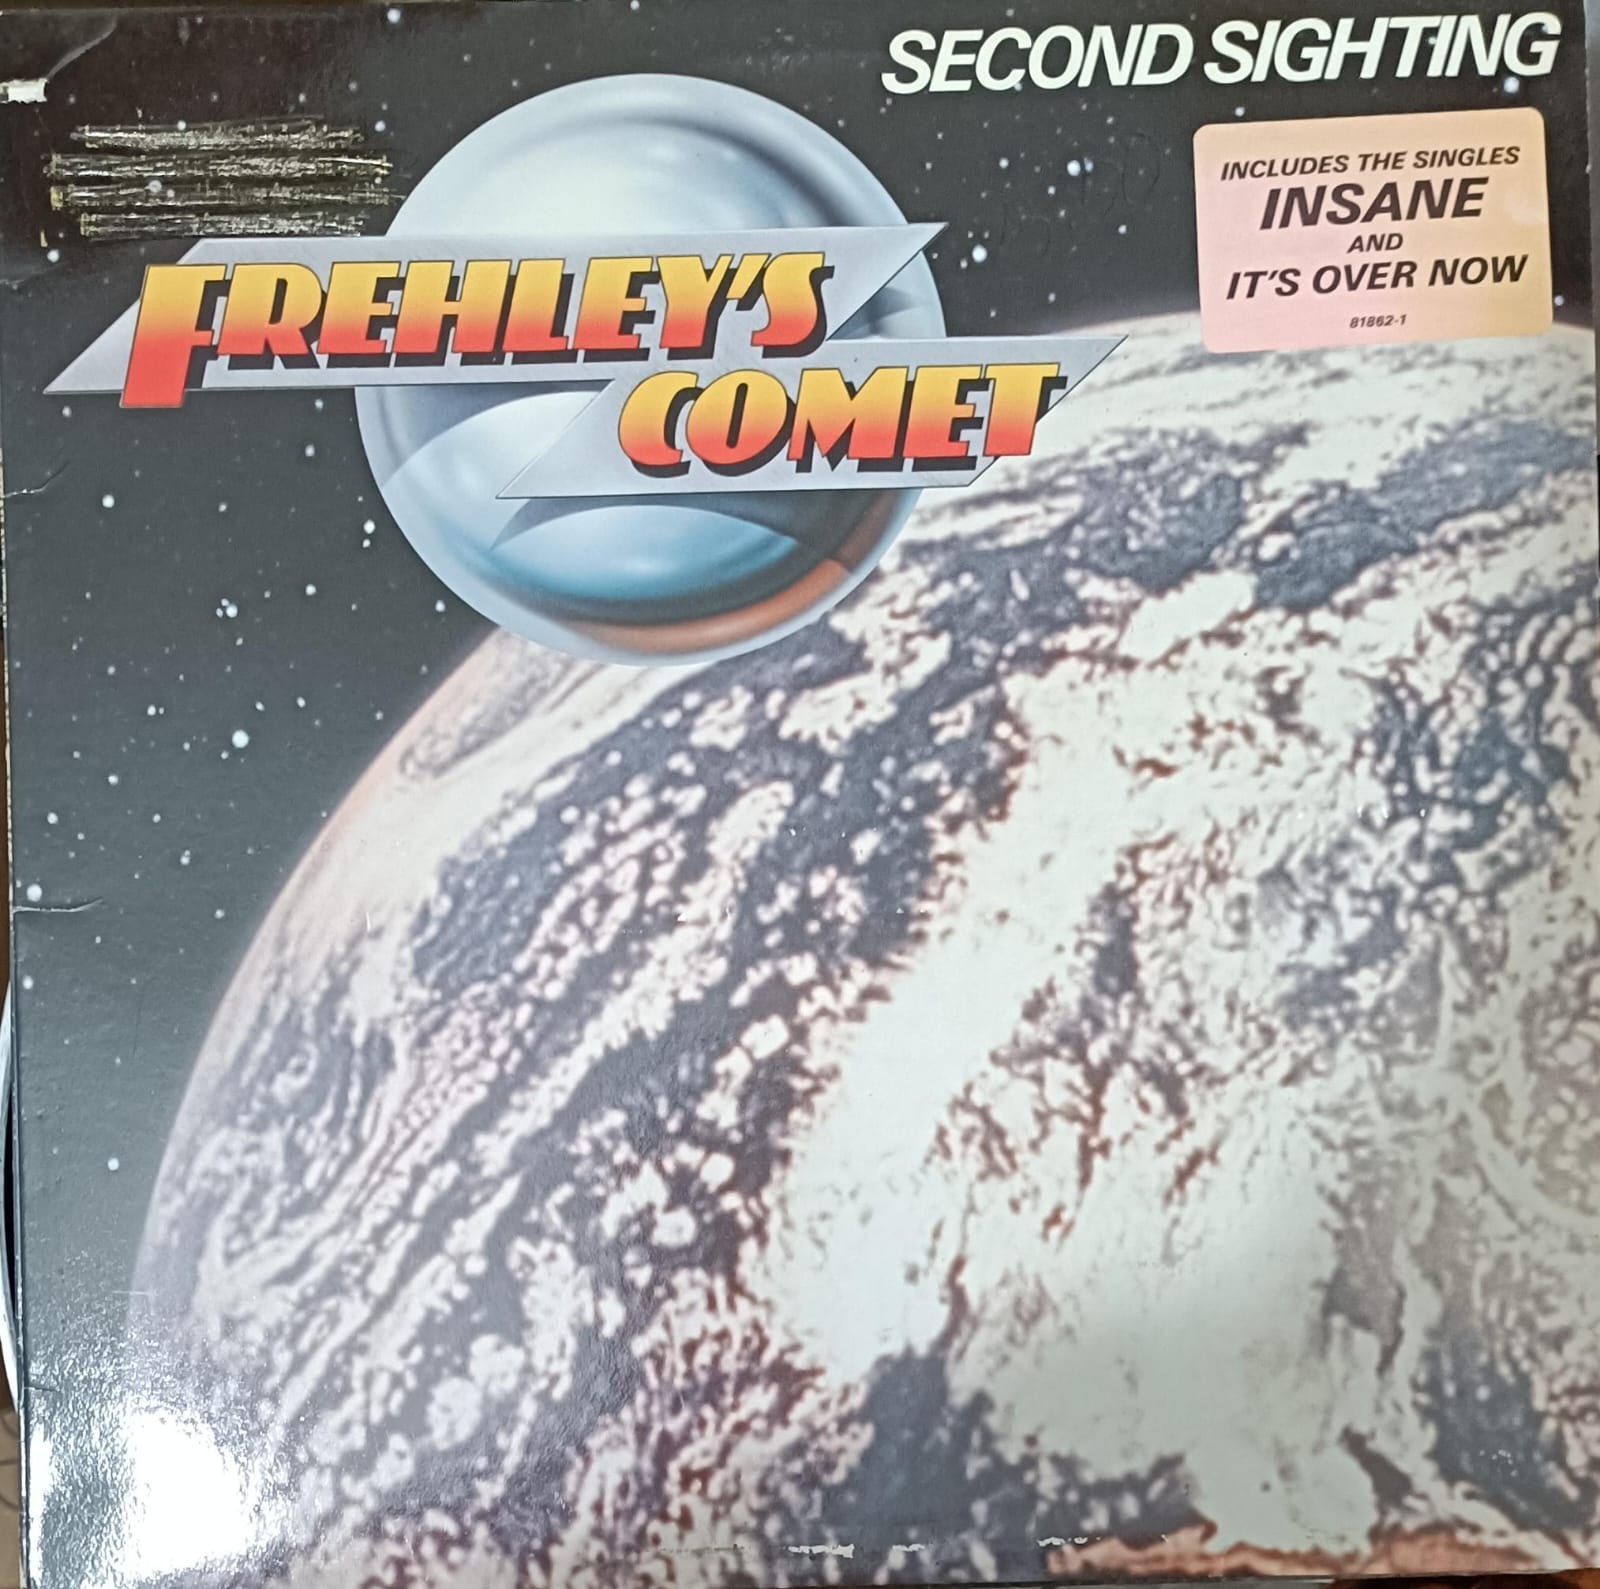 SECOND SIGHTING
INCLUDES THE SINGLES
INSANE
AND
IT'S OVER NOW
81862-1
FREHLEY'S
COMET